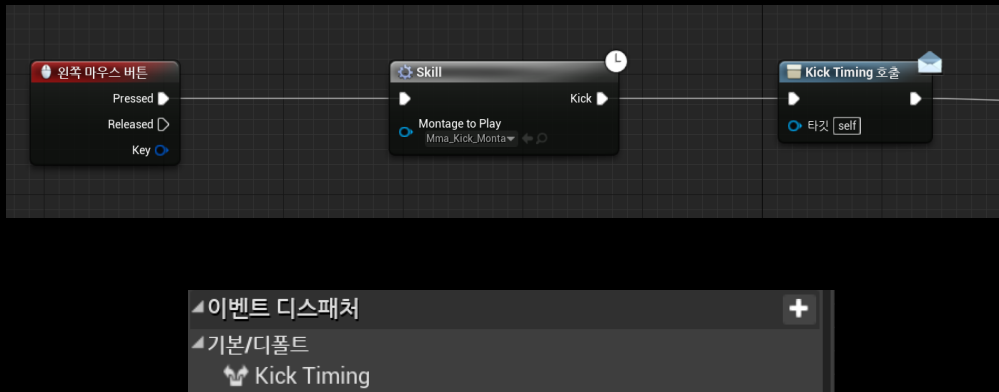 왼쪽 마우스 버튼
Pressed
Released
Key
Skill
Kick
Montage to Play
Mma_Kick_Monta
Kick Timing 호출
타깃 self
이벤트 디스패처
기본/디폴트
Kick Timing